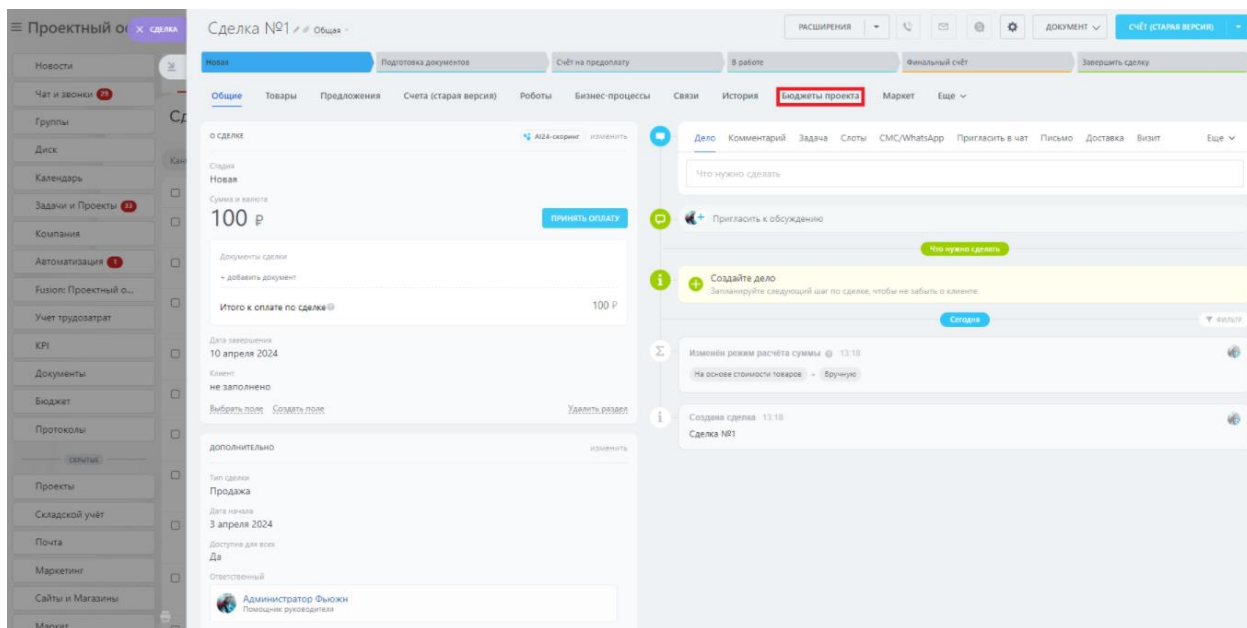 Проектный о
× СДЕЛКА
Новости
Чат и звонки 25
Группы
Диск
Календарь
Задачи и Проекты 33
Компания
Автоматизация 1
Fusion: Проектный о...
Учет трудозатрат
KPI
Документы
Бюджет
Протоколы
СКРЫТЫЕ
Проекты
Складской учёт
Почта
Маркетинг
Сайты и Магазины
Маркет
Сд
Кан
Сделка №1 Общая
РАСШИРЕНИЯ
ДОКУМЕНТ
СЧЁТ (СТАРАЯ ВЕРСИЯ)
Новая
Подготовка документов
Счёт на предоплату
В работе
Финальный счёт
Завершить сделку
Общие Товары Предложения Счета (старая версия) Роботы Бизнес-процессы Связи История Бюджеты проекта Маркет Еще
О СДЕЛКЕ
AI24-скоринг изменить
Стадия
Новая
Сумма и валюта
100 ₽
ПРИНЯТЬ ОПЛАТУ
Документы сделки
+ добавить документ
Итого к оплате по сделке
100 ₽
Дата завершения
10 апреля 2024
Клиент
не заполнено
Выбрать поле Создать поле Удалить раздел
ДОПОЛНИТЕЛЬНО
изменить
Тип сделки
Продажа
Дата начала
3 апреля 2024
Доступна для всех
Да
Ответственный
Администратор Фьюжн
Помощник руководителя
Дело Комментарий Задача Слоты СМС/WhatsApp Пригласить в чат Письмо Доставка Визит Еще
Что нужно сделать
Пригласить к обсуждению
Что нужно сделать
Создайте дело
Запланируйте следующий шаг по сделке, чтобы не забыть о клиенте
Сегодня
ФИЛЬТР
Изменён режим расчёта суммы 13:18
На основе стоимости товаров → Вручную
Создана сделка 13:18
Сделка №1